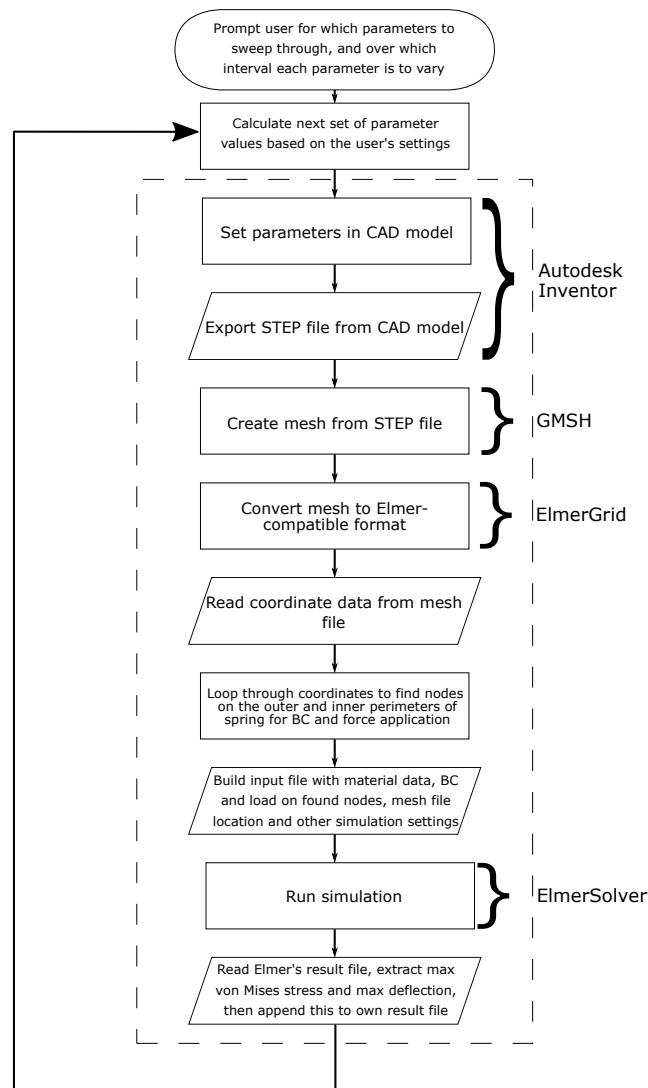 Prompt user for which parameters to
sweep through, and over which
interval each parameter is to vary
Calculate next set of parameter
values based on the user's settings
Set parameters in CAD model
Autodesk
Inventor
Export STEP file from CAD model
Create mesh from STEP file
GMSH
Convert mesh to Elmer-
compatible format
ElmerGrid
Read coordinate data from mesh
file
Loop through coordinates to find nodes
on the outer and inner perimeters of
spring for BC and force application
Build input file with material data, BC
and load on found nodes, mesh file
location and other simulation settings
Run simulation
ElmerSolver
Read Elmer's result file, extract max
von Mises stress and max deflection,
then append this to own result file